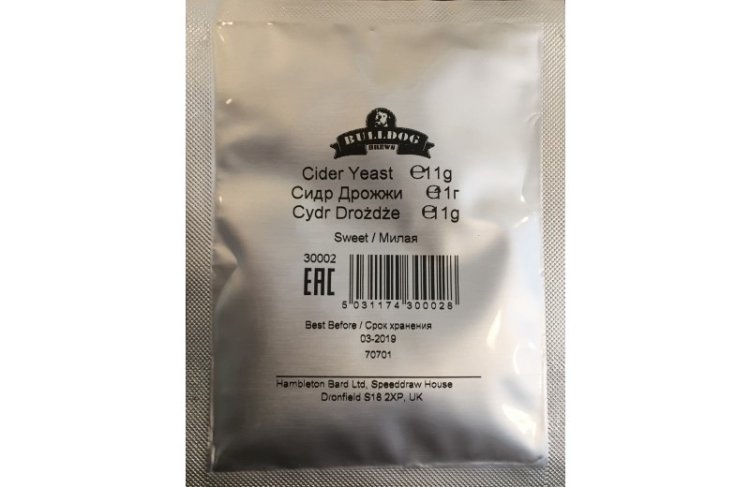 BULLDOG
BREWS
Cider Yeast ℮11g
Сидр Дрожжи ℮11г
Cydr Drożdże ℮11g
Sweet / Милая
30002
EAC
5 031174 300028
Best Before / Срок хранения
03-2019
70701
Hambleton Bard Ltd, Speeddraw House
Dronfield S18 2XP, UK